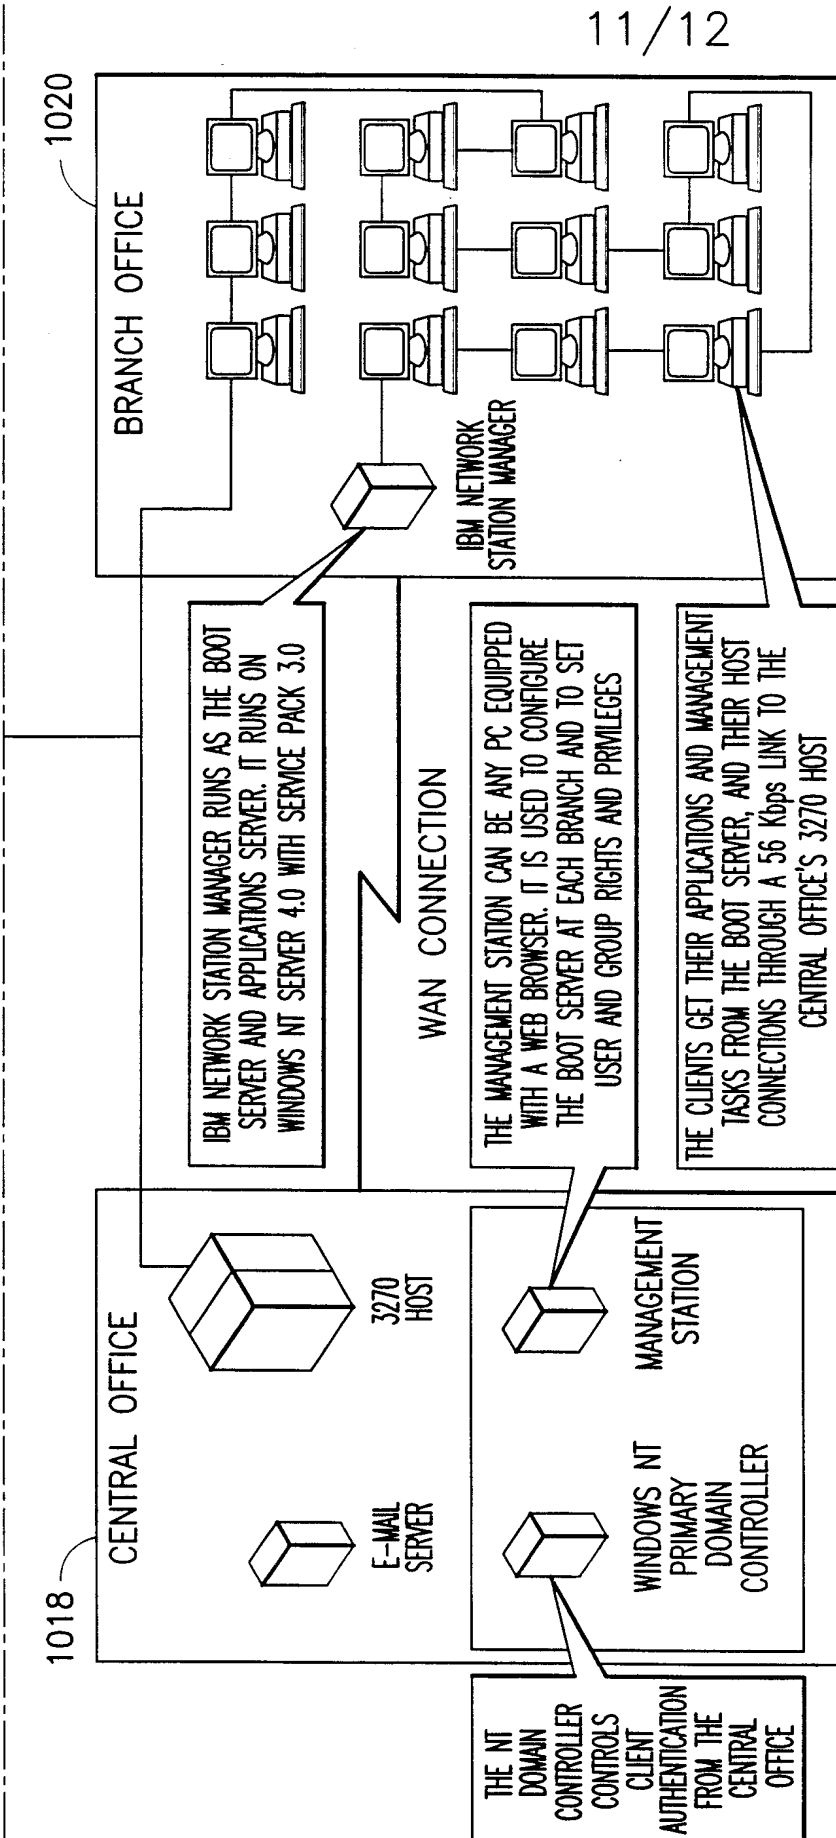 11/12
1018
CENTRAL OFFICE
E-MAIL
SERVER
3270
HOST
WINDOWS NT
PRIMARY
DOMAIN
CONTROLLER
MANAGEMENT
STATION
THE NT
DOMAIN
CONTROLLER
CONTROLS
CLIENT
AUTHENTICATION
FROM THE
CENTRAL
OFFICE
IBM NETWORK STATION MANAGER RUNS AS THE BOOT
SERVER AND APPLICATIONS SERVER. IT RUNS ON
WINDOWS NT SERVER 4.0 WITH SERVICE PACK 3.0
WAN CONNECTION
THE MANAGEMENT STATION CAN BE ANY PC EQUIPPED
WITH A WEB BROWSER. IT IS USED TO CONFIGURE
THE BOOT SERVER AT EACH BRANCH AND TO SET
USER AND GROUP RIGHTS AND PRIVILEGES
THE CLIENTS GET THEIR APPLICATIONS AND MANAGEMENT
TASKS FROM THE BOOT SERVER, AND THEIR HOST
CONNECTIONS THROUGH A 56 Kbps LINK TO THE
CENTRAL OFFICE'S 3270 HOST
1020
BRANCH OFFICE
IBM NETWORK
STATION MANAGER